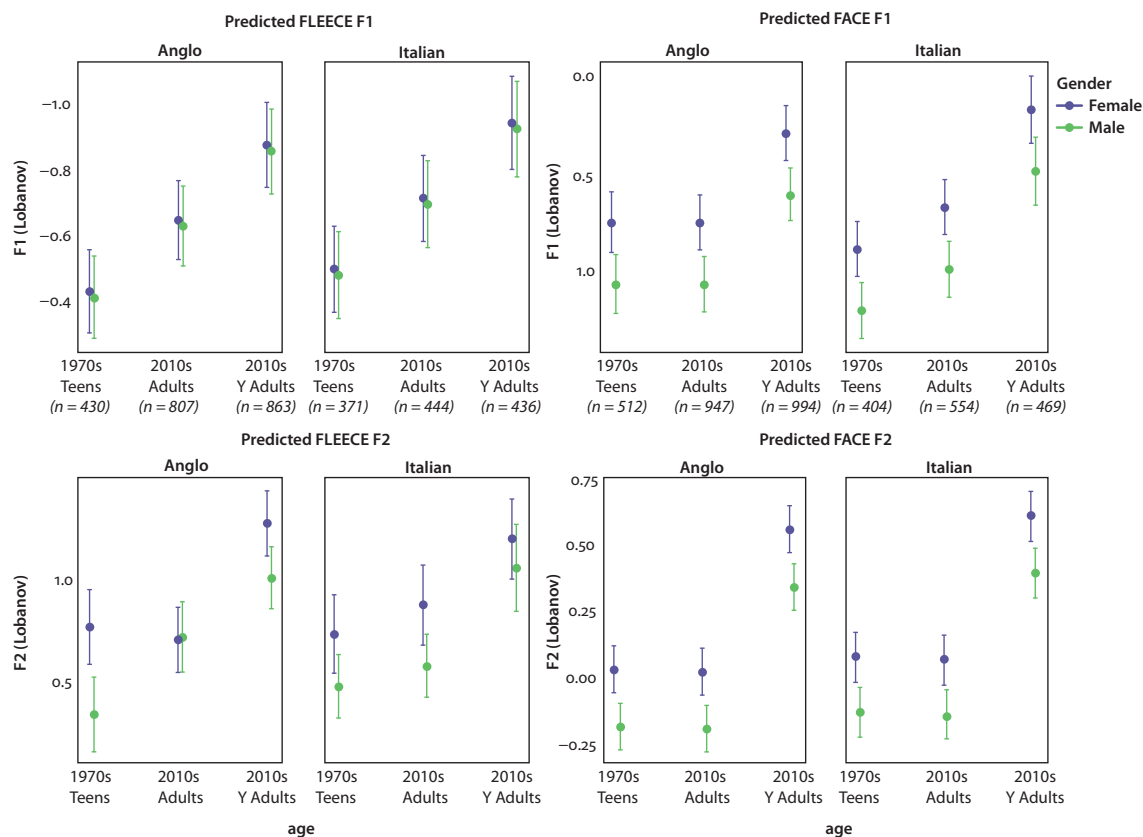 Predicted FLEECE F1
Anglo
Italian
F1 (Lobanov)
−1.0
−0.8
−0.6
−0.4
1970s 2010s 2010s
Teens Adults Y Adults
(n = 430) (n = 807) (n = 863)
1970s 2010s 2010s
Teens Adults Y Adults
(n = 371) (n = 444) (n = 436)
Predicted FACE F1
Anglo
Italian
F1 (Lobanov)
0.0
0.5
1.0
1970s 2010s 2010s
Teens Adults Y Adults
(n = 512) (n = 947) (n = 994)
1970s 2010s 2010s
Teens Adults Y Adults
(n = 404) (n = 554) (n = 469)
Gender
Female
Male
Predicted FLEECE F2
Anglo
Italian
F2 (Lobanov)
1.0
0.5
1970s 2010s 2010s
Teens Adults Y Adults
1970s 2010s 2010s
Teens Adults Y Adults
age
Predicted FACE F2
Anglo
Italian
F2 (Lobanov)
0.75
0.50
0.25
0.00
−0.25
1970s 2010s 2010s
Teens Adults Y Adults
1970s 2010s 2010s
Teens Adults Y Adults
age